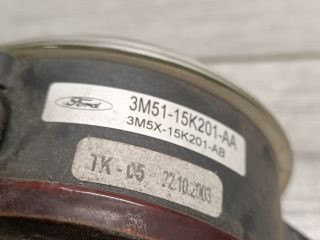 Ford
3M51-15K201-AA
3M5X-15K201-AB
TK - 05 22.10.2003